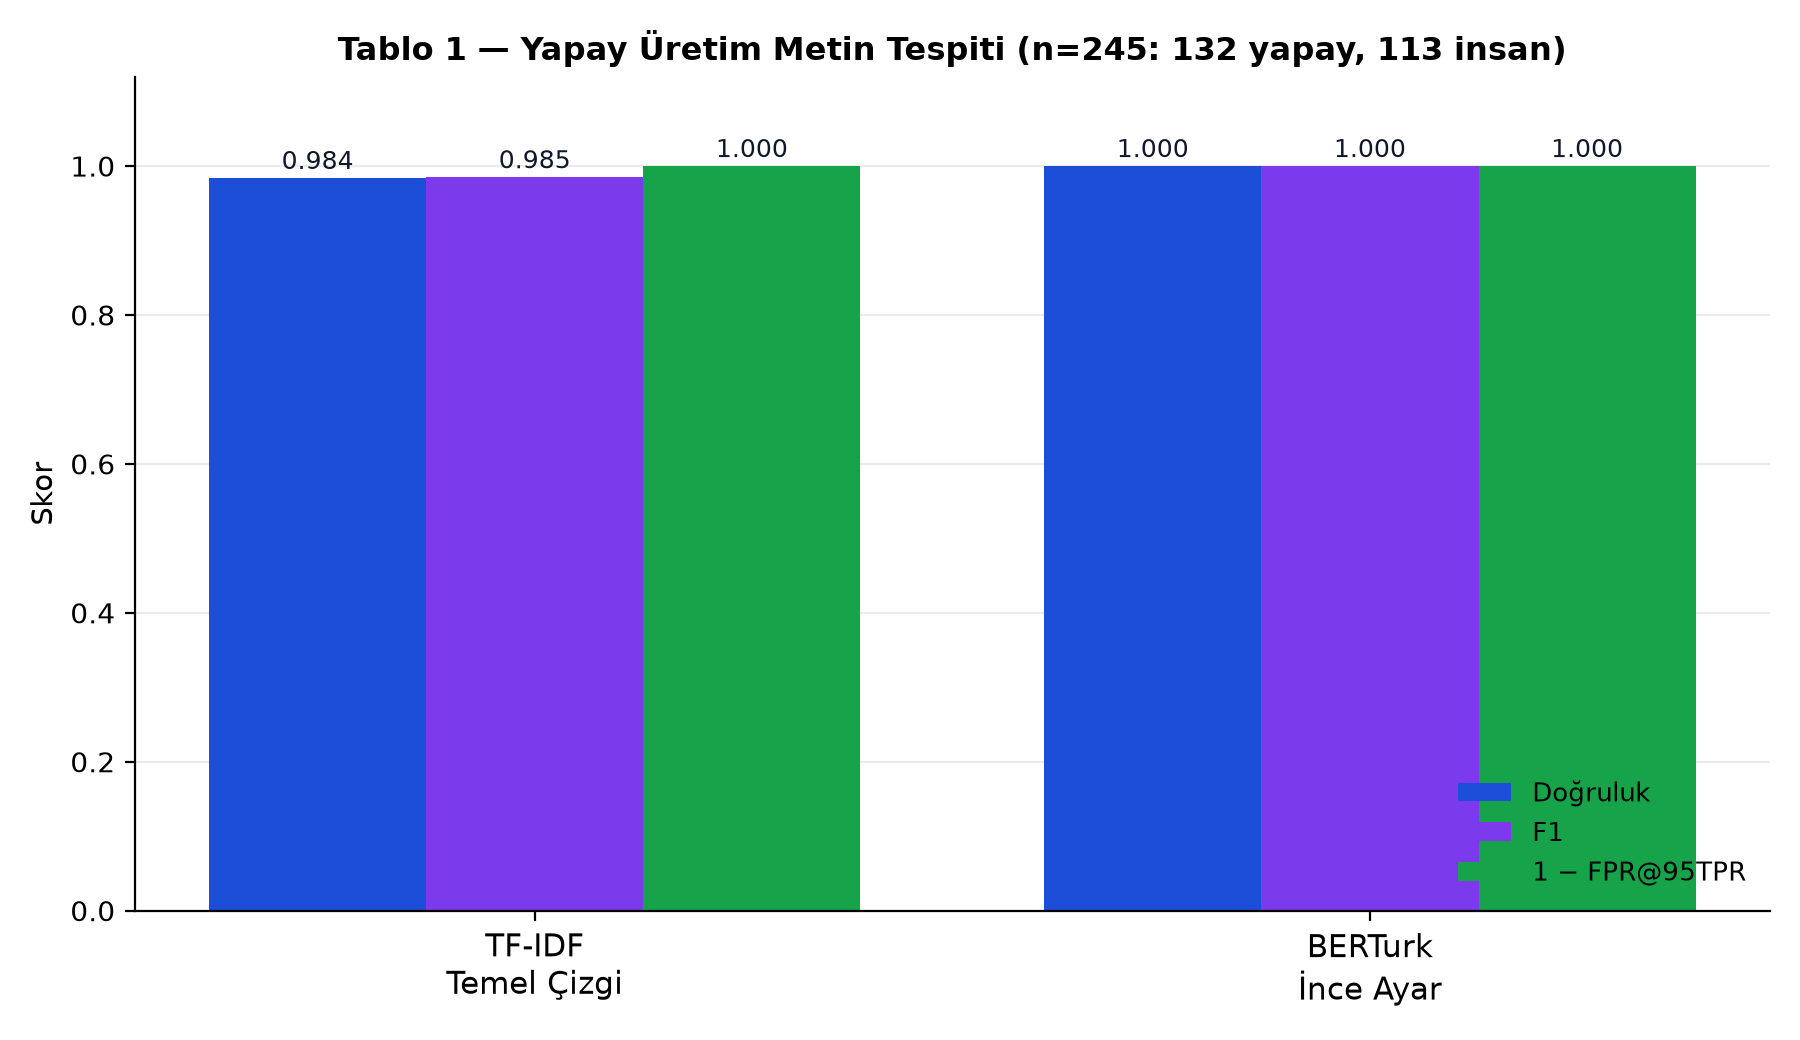 Tablo 1 — Yapay Üretim Metin Tespiti (n=245: 132 yapay, 113 insan)
Skor
1.0
0.8
0.6
0.4
0.2
0.0
0.984
0.985
1.000
1.000
1.000
1.000
Doğruluk
F1
1 − FPR@95TPR
TF-IDF
Temel Çizgi
BERTurk
İnce Ayar